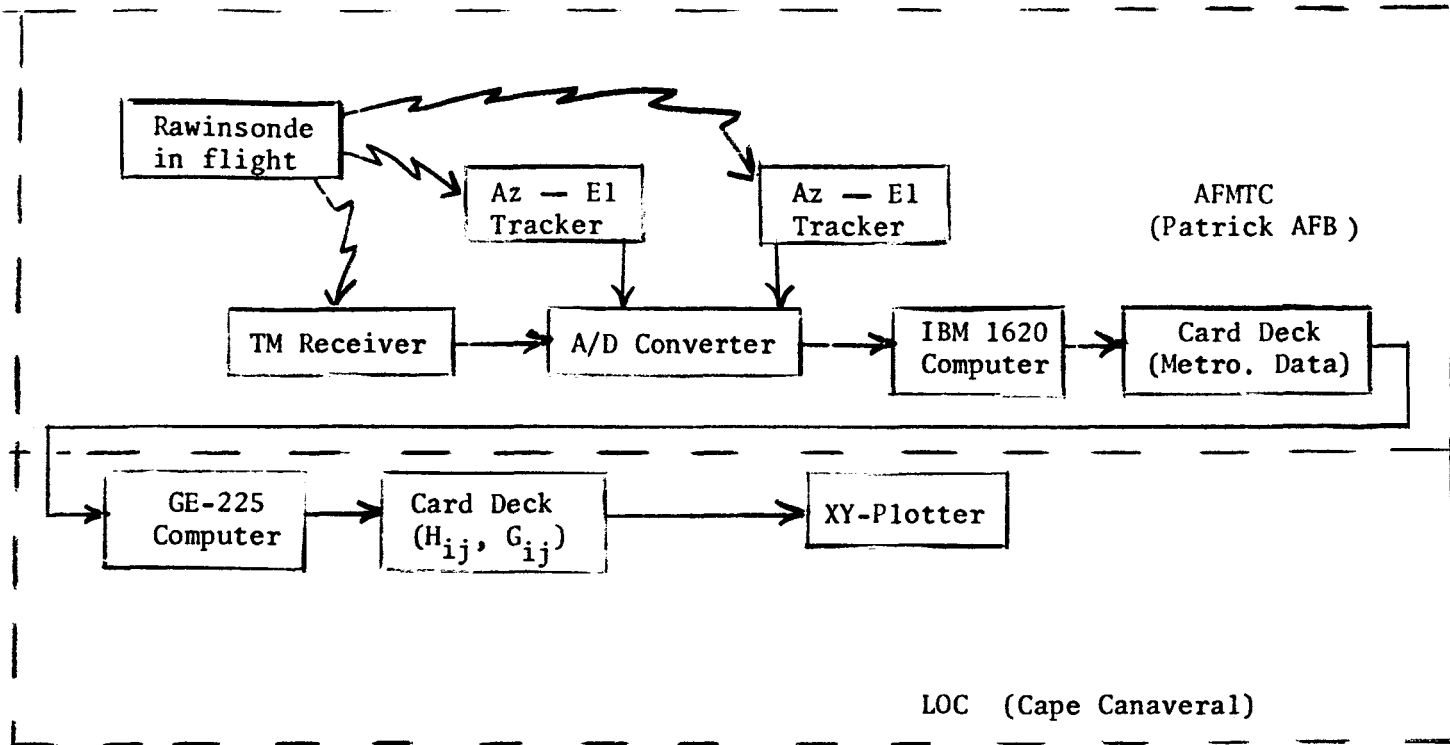 Rawinsonde
in flight
Az — El
Tracker
Az — El
Tracker
AFMTC
(Patrick AFB )
TM Receiver
A/D Converter
IBM 1620
Computer
Card Deck
(Metro. Data)
GE-225
Computer
Card Deck
(Hij, Gij)
XY-Plotter
LOC (Cape Canaveral)